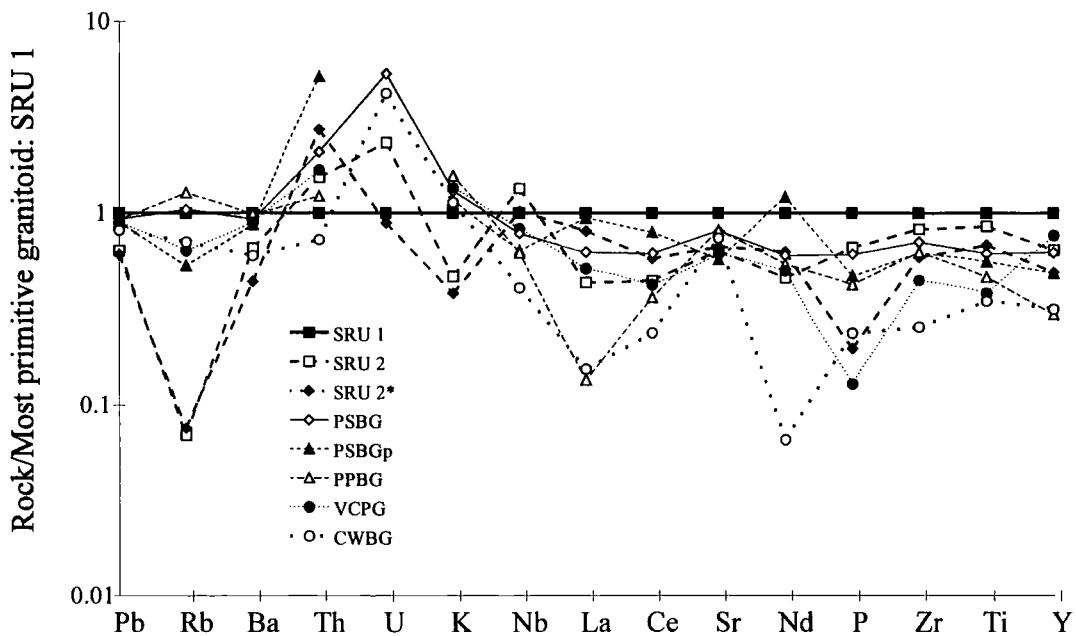 Rock/Most primitive granitoid: SRU 1
10
1
0.1
0.01
SRU 1
SRU 2
SRU 2*
PSBG
PSBGp
PPBG
VCPG
CWBG
Pb Rb Ba Th U K Nb La Ce Sr Nd P Zr Ti Y